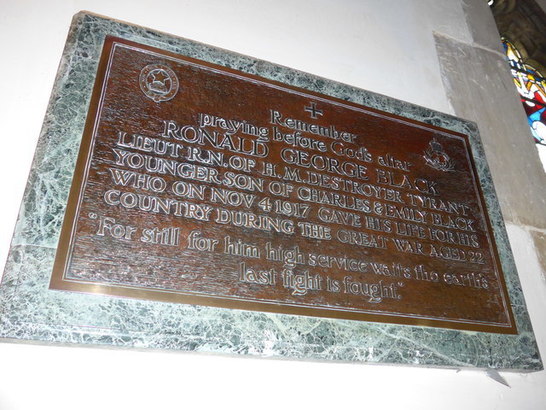 Remember
praying before God's altar
RONALD GEORGE BLACK
LIEUT R.N. OF H.M. DESTROYER TYRANT
YOUNGER SON OF CHARLES & EMILY BLACK
WHO ON NOV 4 1917 GAVE HIS LIFE FOR HIS
COUNTRY DURING THE GREAT WAR AGED 22
"For still for him high service waits tho earth's
last fight is fought."